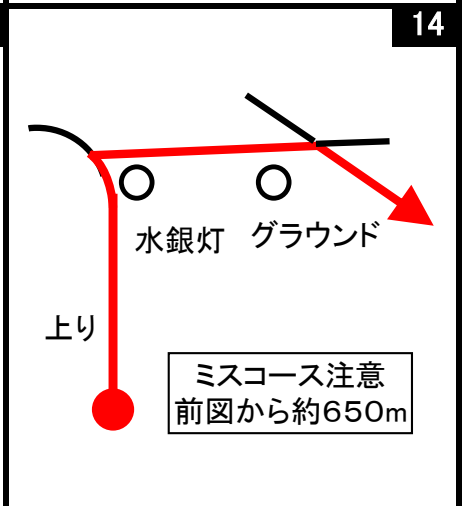 14
水銀灯
グラウンド
上り
ミスコース注意
前図から約650m